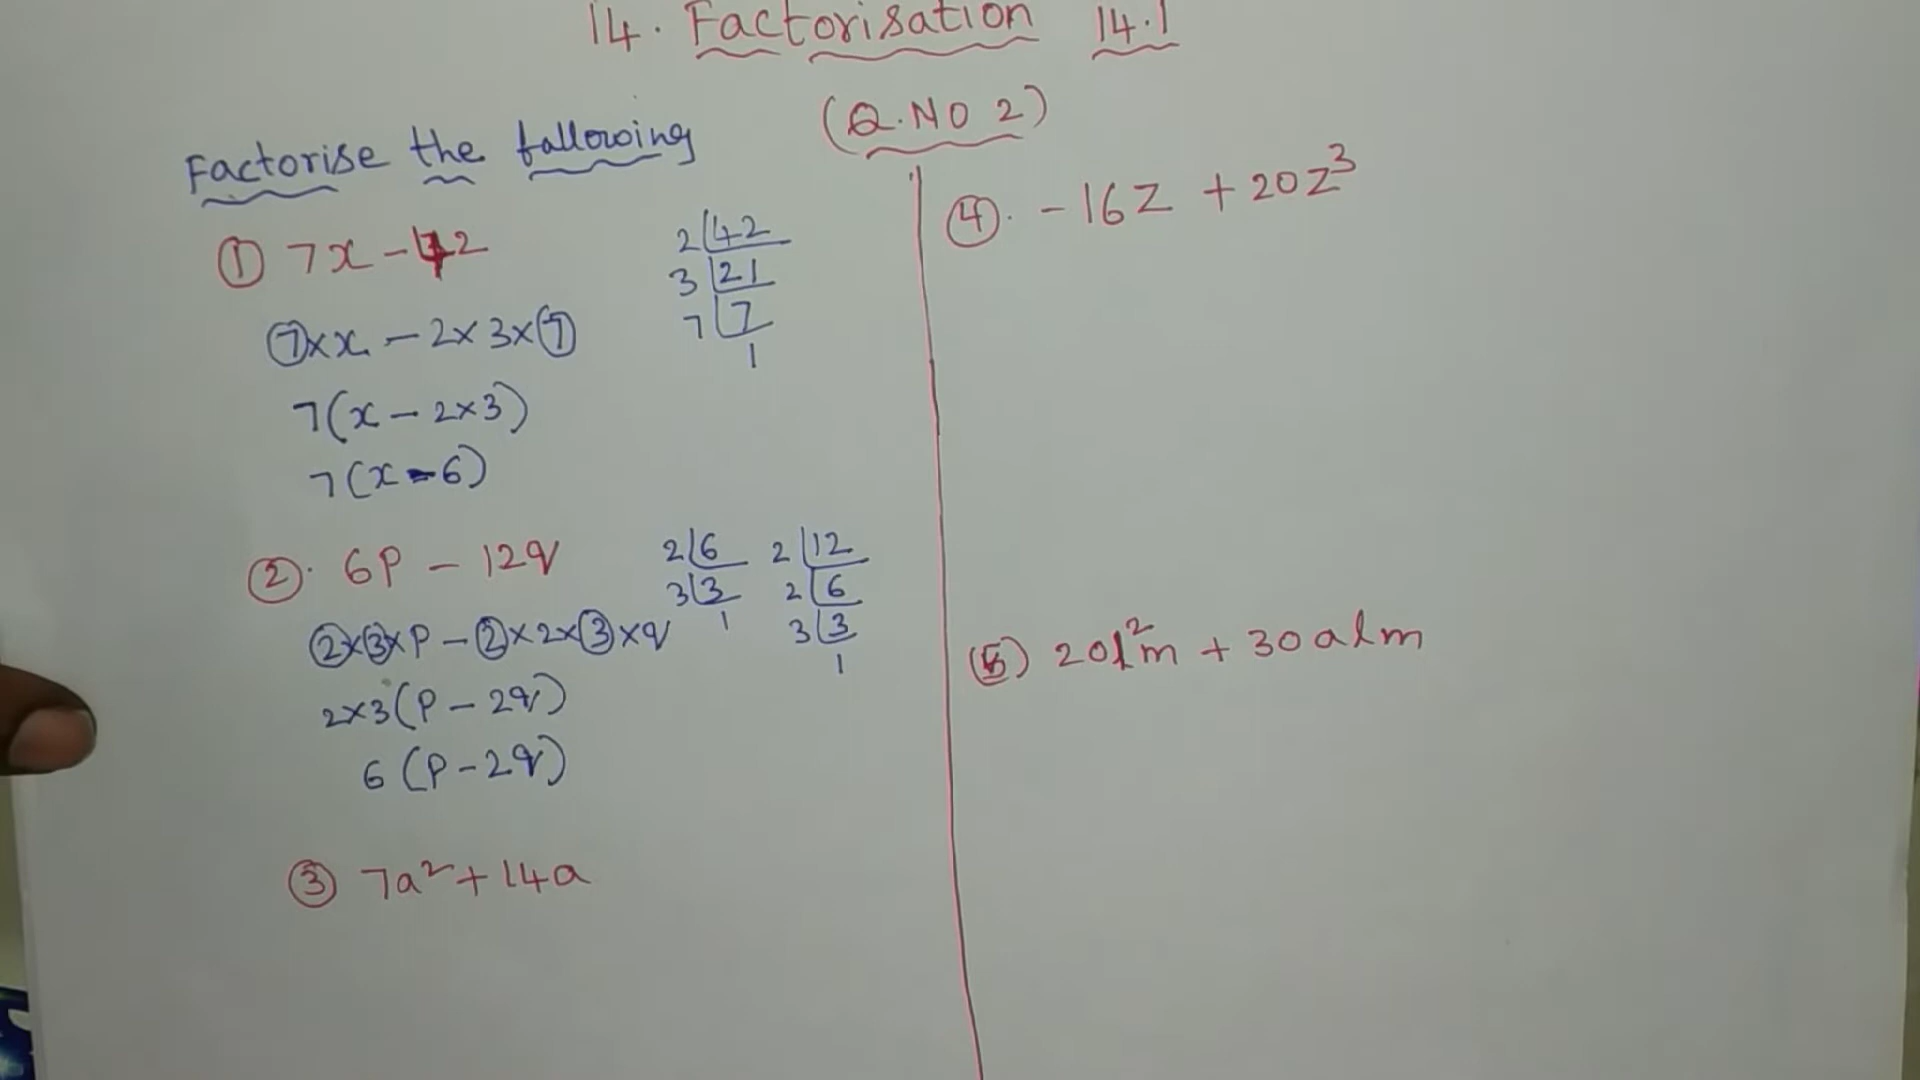 14. Factorisation 14.1
(Q.NO 2)
Factorise the following
① 7x - 42
7×x - 2×3×7
7(x - 2×3)
7(x - 6)
2 42
3 21
7 7
1
②. 6p - 12q
2×3×p - 2×2×3×q
2×3(p - 2q)
6(p - 2q)
2 6
3 3
1
2 12
2 6
3 3
1
③ 7a² + 14a
④. - 16z + 20z³
(5) 20l²m + 30alm